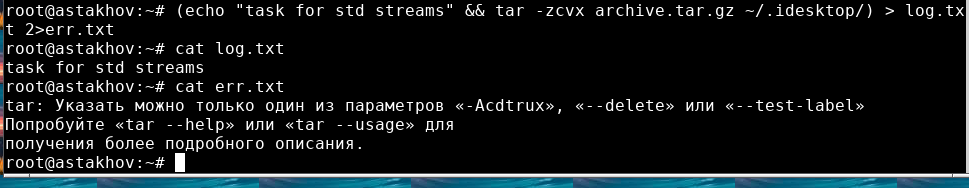 root@astakhov:~# (echo "task for std streams" && tar -zcvx archive.tar.gz ~/.idesktop/) > log.tx
t 2>err.txt
root@astakhov:~# cat log.txt
task for std streams
root@astakhov:~# cat err.txt
tar: Указать можно только один из параметров «-Acdtrux», «--delete» или «--test-label»
Попробуйте «tar --help» или «tar --usage» для
получения более подробного описания.
root@astakhov:~#